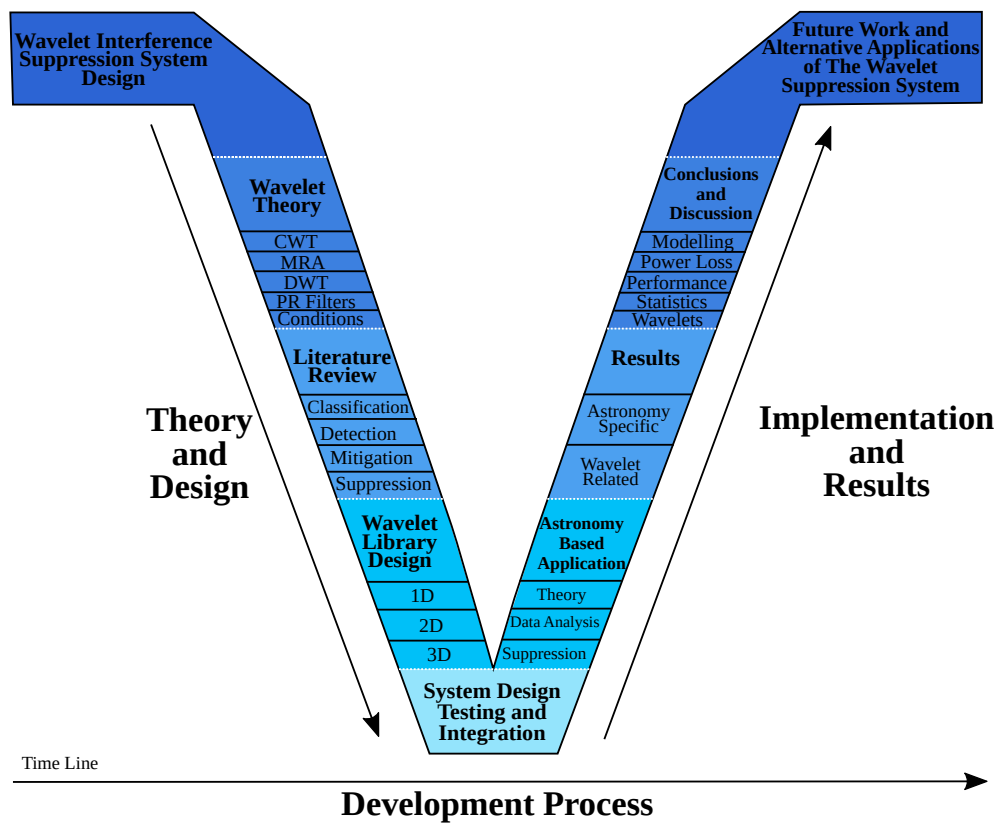 Wavelet Interference
Suppression System
Design
Wavelet
Theory
CWT
MRA
DWT
PR Filters
Conditions
Literature
Review
Classification
Detection
Mitigation
Suppression
Wavelet
Library
Design
1D
2D
3D
System Design
Testing and
Integration
Future Work and
Alternative Applications
of The Wavelet
Suppression System
Conclusions
and
Discussion
Modelling
Power Loss
Performance
Statistics
Wavelets
Results
Astronomy
Specific
Wavelet
Related
Astronomy
Based
Application
Theory
Data Analysis
Suppression
Theory
and
Design
Implementation
and
Results
Time Line
Development Process